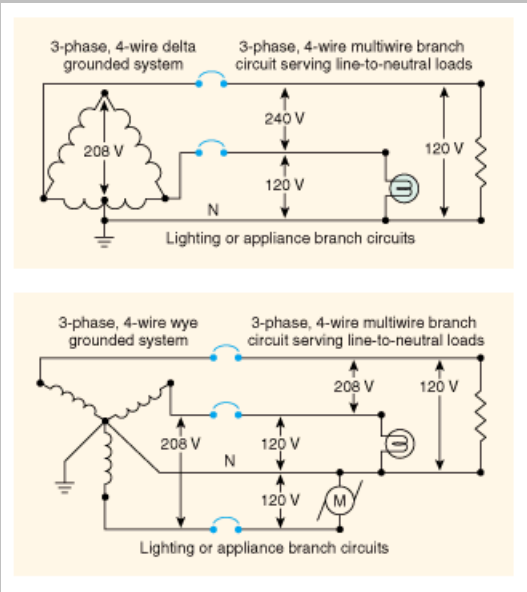 3-phase, 4-wire delta
grounded system
3-phase, 4-wire multiwire branch
circuit serving line-to-neutral loads
240 V
208 V
120 V
120 V
N
Lighting or appliance branch circuits
3-phase, 4-wire wye
grounded system
3-phase, 4-wire multiwire branch
circuit serving line-to-neutral loads
208 V
120 V
208 V
120 V
N
120 V
M
Lighting or appliance branch circuits